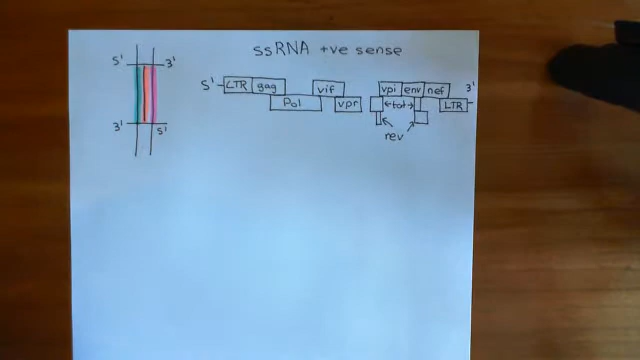 ssRNA +ve sense
5' 3'
3' 5'
5' LTR gag vif vpi env nef 3'
Pol vpr tat LTR
rev